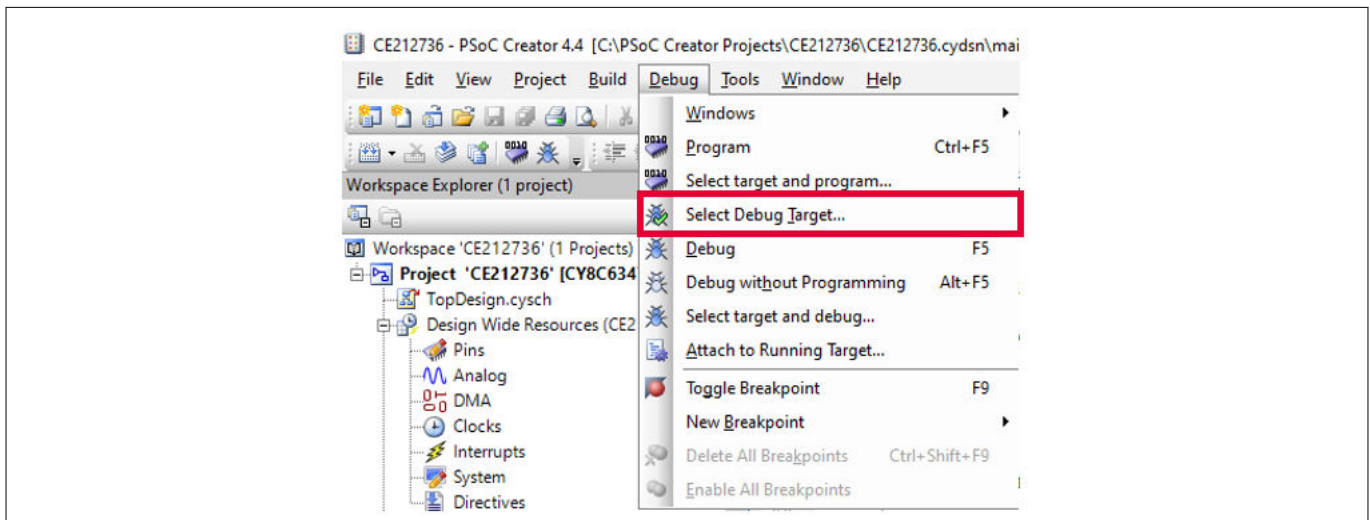 CE212736 - PSoC Creator 4.4 [C:\PSoC Creator Projects\CE212736\CE212736.cydsn\mai
File Edit View Project Build Debug Tools Window Help
Windows
Program Ctrl+F5
Workspace Explorer (1 project)
Select target and program...
Select Debug Target...
Workspace 'CE212736' (1 Projects)
Debug F5
Project 'CE212736' [CY8C634
Debug without Programming Alt+F5
TopDesign.cysch
Select target and debug...
Design Wide Resources (CE2
Pins
Attach to Running Target...
Analog
Toggle Breakpoint F9
DMA
New Breakpoint
Clocks
Interrupts
Delete All Breakpoints Ctrl+Shift+F9
System
Enable All Breakpoints
Directives